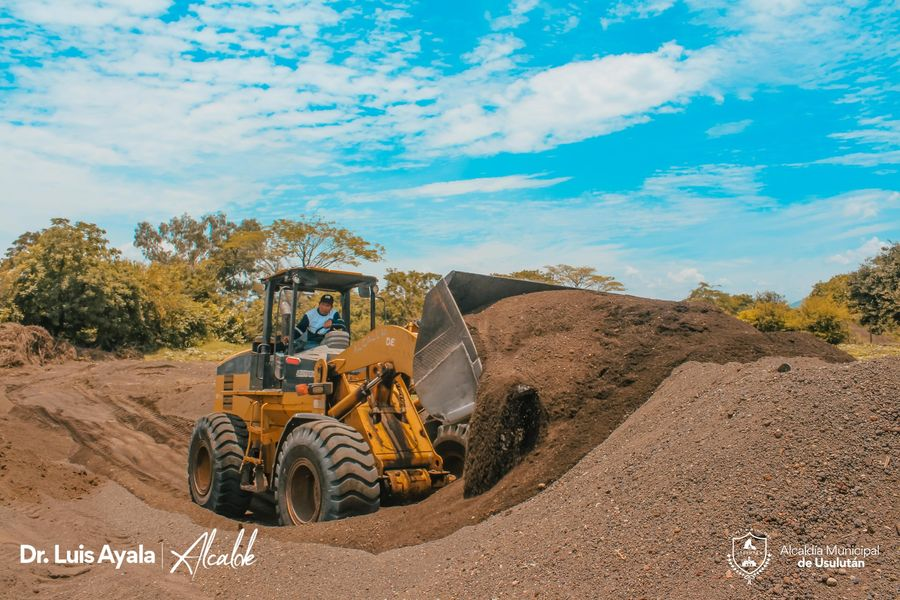 Dr. Luis Ayala | Alcalde
Alcaldía Municipal
de Usulután